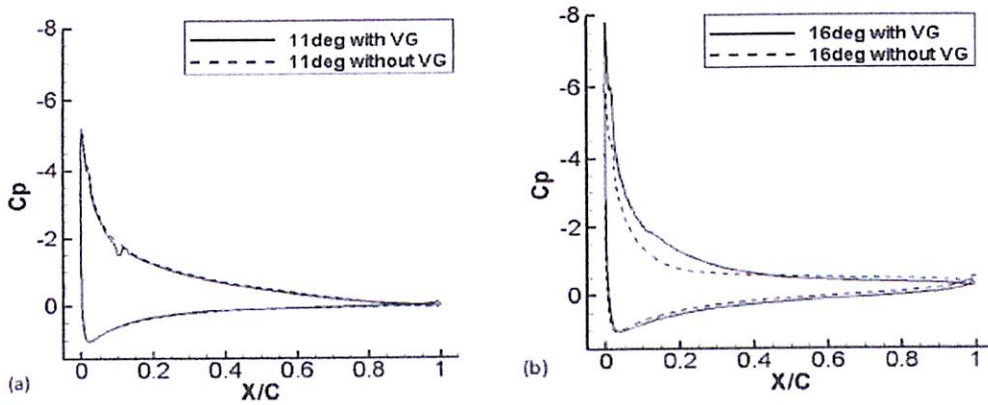 -8
11deg with VG
11deg without VG
-6
-4
Cp
-2
0
0
0.2
0.4
0.6
0.8
1
(a)
X/C
-8
16deg with VG
16deg without VG
-6
-4
Cp
-2
0
0
0.2
0.4
0.6
0.8
1
(b)
X/C